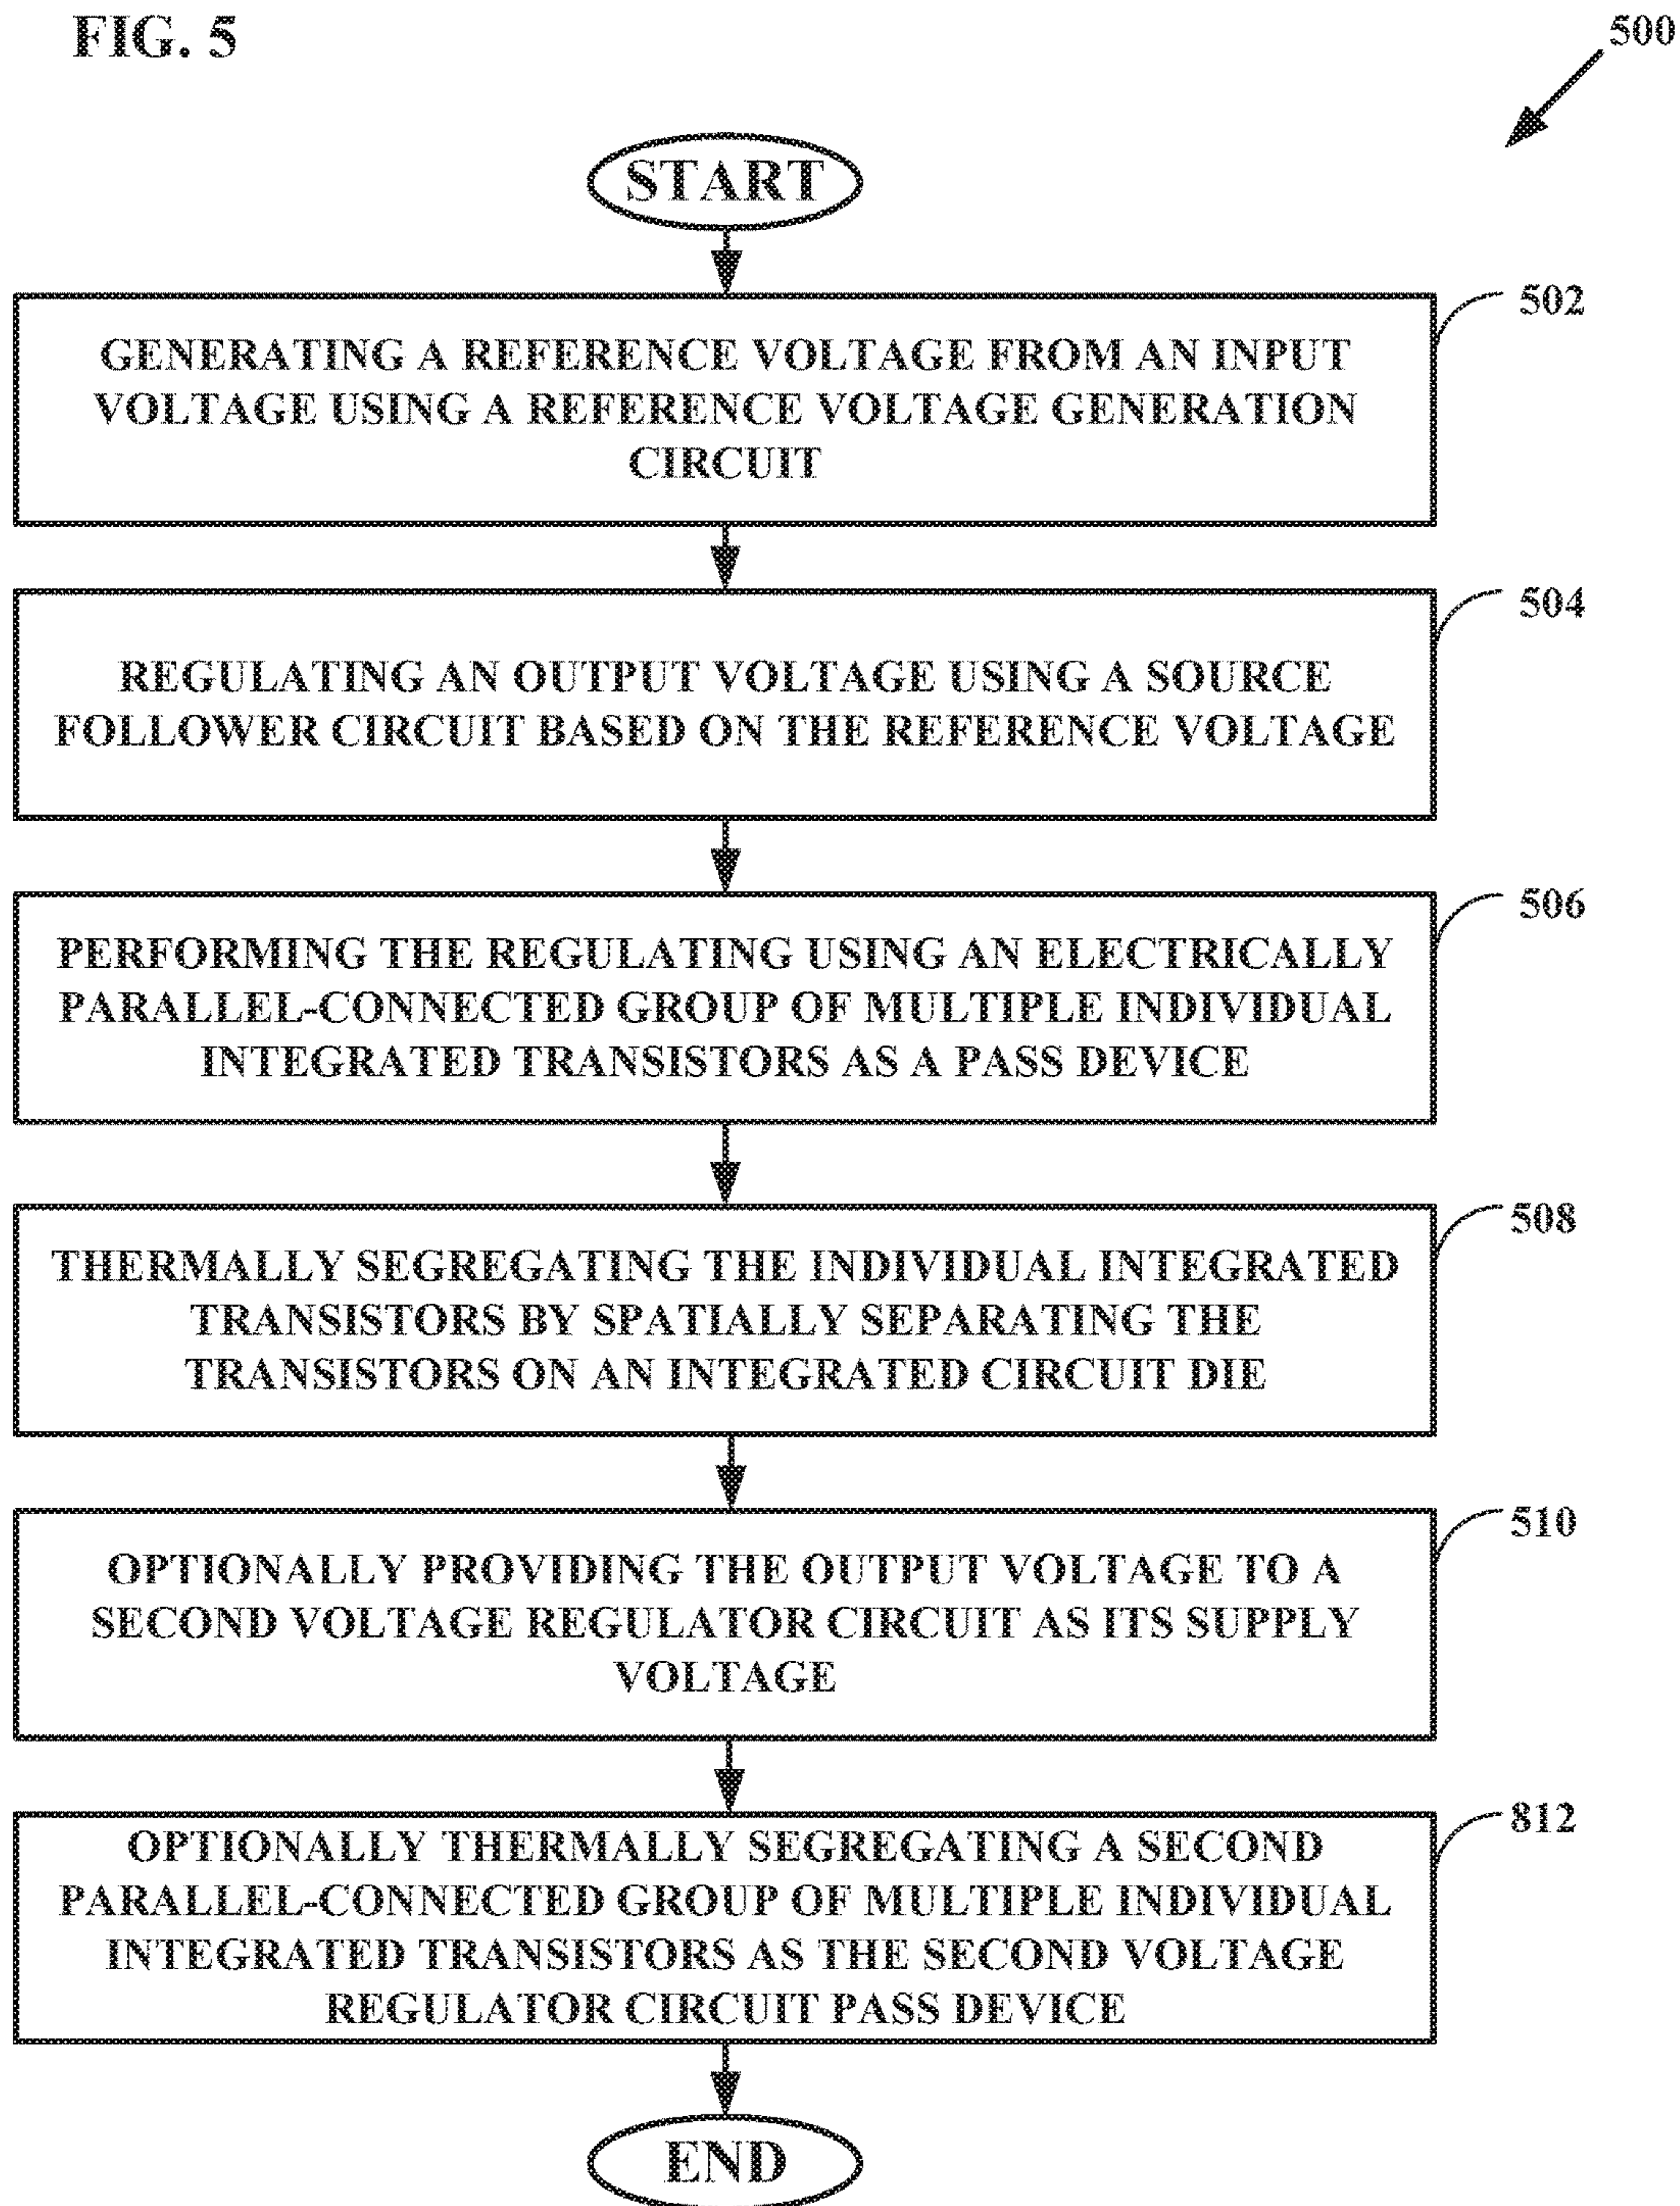 FIG. 5
500
START
502
GENERATING A REFERENCE VOLTAGE FROM AN INPUT
VOLTAGE USING A REFERENCE VOLTAGE GENERATION
CIRCUIT
504
REGULATING AN OUTPUT VOLTAGE USING A SOURCE
FOLLOWER CIRCUIT BASED ON THE REFERENCE VOLTAGE
506
PERFORMING THE REGULATING USING AN ELECTRICALLY
PARALLEL-CONNECTED GROUP OF MULTIPLE INDIVIDUAL
INTEGRATED TRANSISTORS AS A PASS DEVICE
508
THERMALLY SEGREGATING THE INDIVIDUAL INTEGRATED
TRANSISTORS BY SPATIALLY SEPARATING THE
TRANSISTORS ON AN INTEGRATED CIRCUIT DIE
510
OPTIONALLY PROVIDING THE OUTPUT VOLTAGE TO A
SECOND VOLTAGE REGULATOR CIRCUIT AS ITS SUPPLY
VOLTAGE
812
OPTIONALLY THERMALLY SEGREGATING A SECOND
PARALLEL-CONNECTED GROUP OF MULTIPLE INDIVIDUAL
INTEGRATED TRANSISTORS AS THE SECOND VOLTAGE
REGULATOR CIRCUIT PASS DEVICE
END